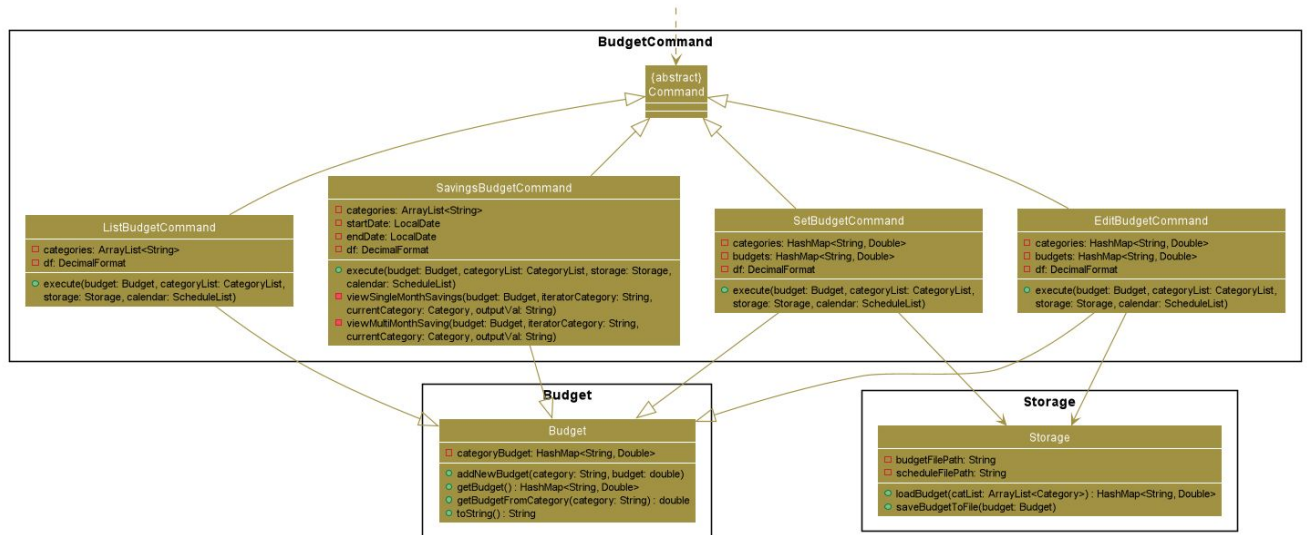 BudgetCommand
{abstract}
Command
ListBudgetCommand
categories: ArrayList<String>
df: DecimalFormat
execute(budget: Budget, categoryList: CategoryList,
storage: Storage, calendar: ScheduleList)
SavingsBudgetCommand
categories: ArrayList<String>
startDate: LocalDate
endDate: LocalDate
df: DecimalFormat
execute(budget: Budget, categoryList: CategoryList, storage: Storage,
calendar: ScheduleList)
viewSingleMonthSavings(budget: Budget, iteratorCategory: String,
currentCategory: Category, outputVal: String)
viewMultiMonthSaving(budget: Budget, iteratorCategory: String,
currentCategory: Category, outputVal: String)
SetBudgetCommand
categories: HashMap<String, Double>
budgets: HashMap<String, Double>
df: DecimalFormat
execute(budget: Budget, categoryList: CategoryList,
storage: Storage, calendar: ScheduleList)
EditBudgetCommand
categories: HashMap<String, Double>
budgets: HashMap<String, Double>
df: DecimalFormat
execute(budget: Budget, categoryList: CategoryList,
storage: Storage, calendar: ScheduleList)
Budget
Budget
categoryBudget: HashMap<String, Double>
addNewBudget(category: String, budget: double)
getBudget() : HashMap<String, Double>
getBudgetFromCategory(category: String) : double
toString() : String
Storage
Storage
budgetFilePath: String
scheduleFilePath: String
loadBudget(catList: ArrayList<Category>) : HashMap<String, Double>
saveBudgetToFile(budget: Budget)